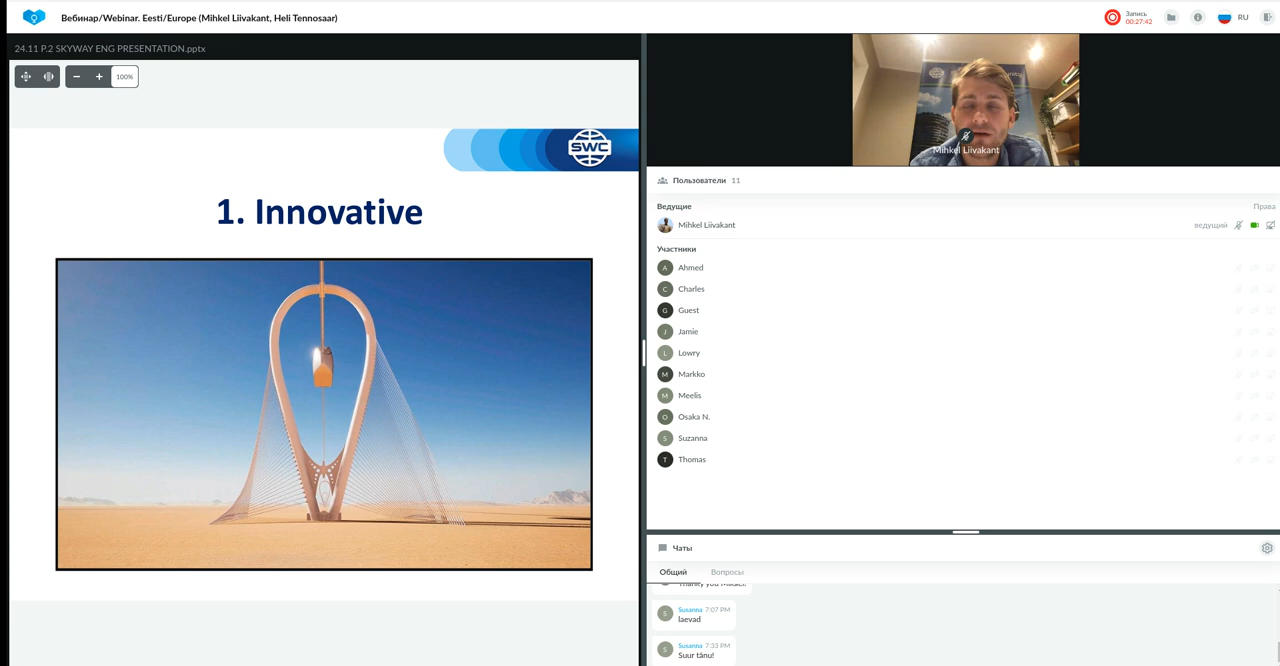 Вебинар/Webinar. Eesti/Europe (Mihkel Liivakant, Heli Tennosaar)
Запись
00:27:42
RU
24.11 P.2 SKYWAY ENG PRESENTATION.pptx
100%
SWC
1. Innovative
Mihkel Liivakant
Пользователи 11
Ведущие Права
Mihkel Liivakant ведущий
Участники
A Ahmed
C Charles
G Guest
J Jamie
L Lowry
M Markko
M Meelis
O Osaka N.
S Suzanna
T Thomas
Чаты
Общий Вопросы
Thank you Mihkel!
S Susanna 7:07 PM
laevad
S Susanna 7:33 PM
Suur tänu!